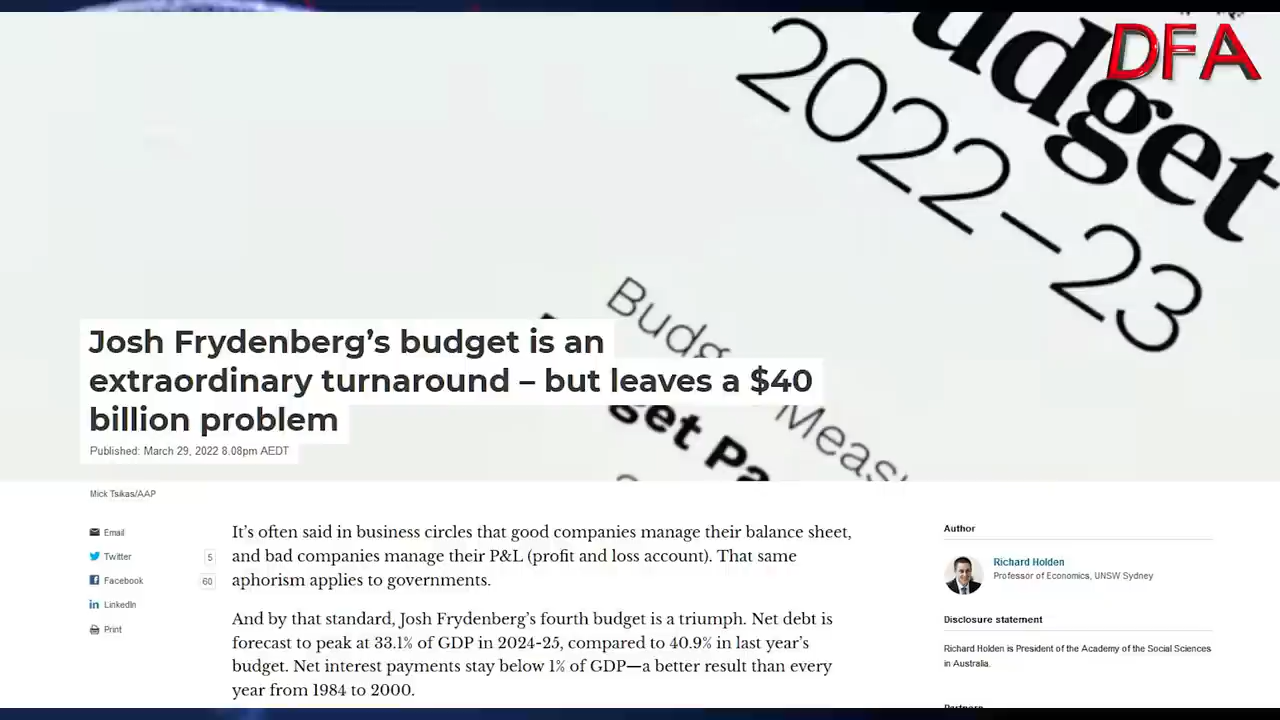 DFA
udget
2022–23
Budg
Meas
get Pa
Josh Frydenberg’s budget is an
extraordinary turnaround – but leaves a $40
billion problem
Published: March 29, 2022 8.08pm AEDT
Mick Tsikas/AAP
Email
Twitter 5
Facebook 60
LinkedIn
Print
It’s often said in business circles that good companies manage their balance sheet,
and bad companies manage their P&L (profit and loss account). That same
aphorism applies to governments.
And by that standard, Josh Frydenberg’s fourth budget is a triumph. Net debt is
forecast to peak at 33.1% of GDP in 2024-25, compared to 40.9% in last year’s
budget. Net interest payments stay below 1% of GDP—a better result than every
year from 1984 to 2000.
Author
Richard Holden
Professor of Economics, UNSW Sydney
Disclosure statement
Richard Holden is President of the Academy of the Social Sciences
in Australia.